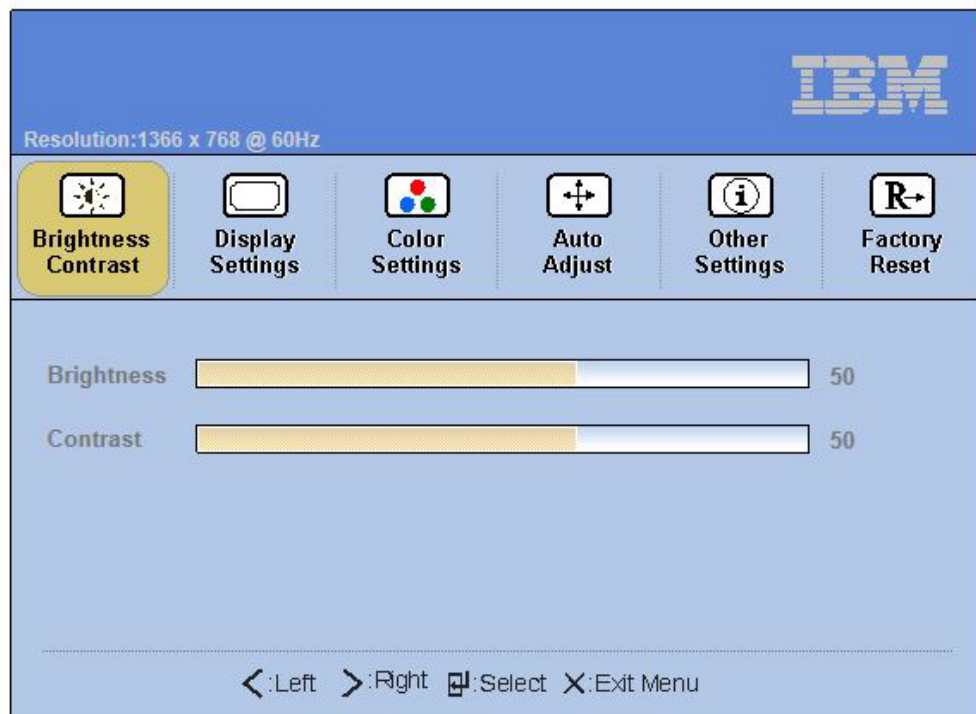 IBM
Resolution:1366 x 768 @ 60Hz
Brightness Contrast
Display Settings
Color Settings
Auto Adjust
Other Settings
R
Factory Reset
Brightness 50
Contrast 50
<:Left >:Right :Select X:Exit Menu